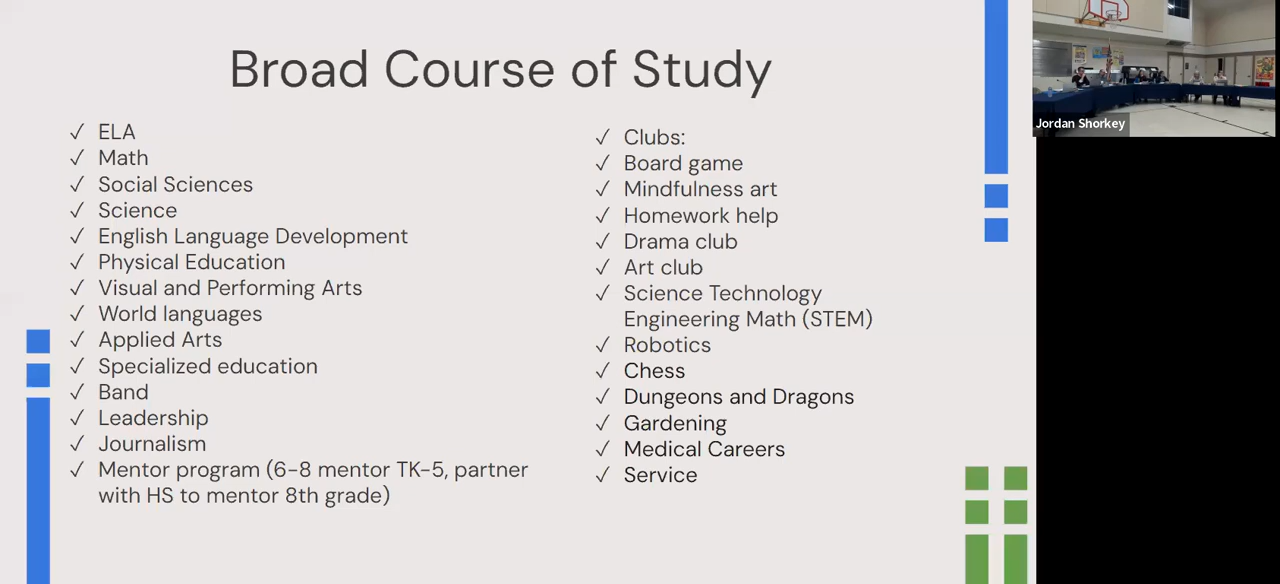 Broad Course of Study
✓ ELA
✓ Math
✓ Social Sciences
✓ Science
✓ English Language Development
✓ Physical Education
✓ Visual and Performing Arts
✓ World languages
✓ Applied Arts
✓ Specialized education
✓ Band
✓ Leadership
✓ Journalism
✓ Mentor program (6-8 mentor TK-5, partner
with HS to mentor 8th grade)
✓ Clubs:
✓ Board game
✓ Mindfulness art
✓ Homework help
✓ Drama club
✓ Art club
✓ Science Technology
Engineering Math (STEM)
✓ Robotics
✓ Chess
✓ Dungeons and Dragons
✓ Gardening
✓ Medical Careers
✓ Service
Jordan Shorkey